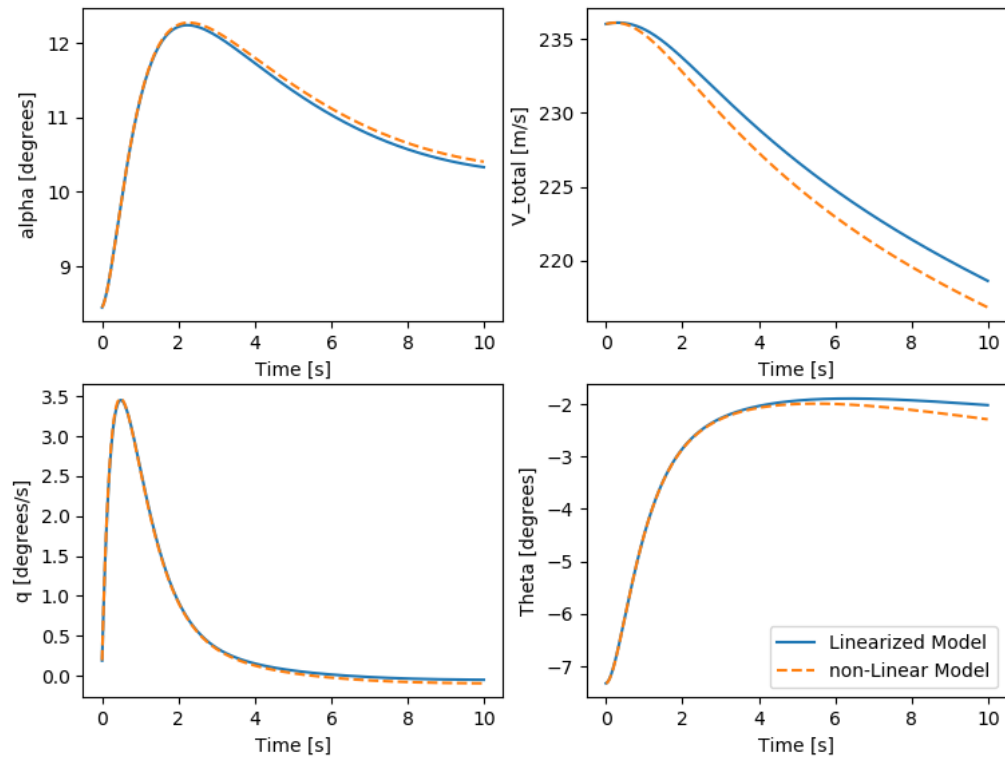 alpha [degrees]
12
11
10
9
0 2 4 6 8 10
Time [s]
V_total [m/s]
235
230
225
220
0 2 4 6 8 10
Time [s]
q [degrees/s]
3.5
3.0
2.5
2.0
1.5
1.0
0.5
0.0
0 2 4 6 8 10
Time [s]
Theta [degrees]
−2
−3
−4
−5
−6
−7
Linearized Model
non-Linear Model
0 2 4 6 8 10
Time [s]